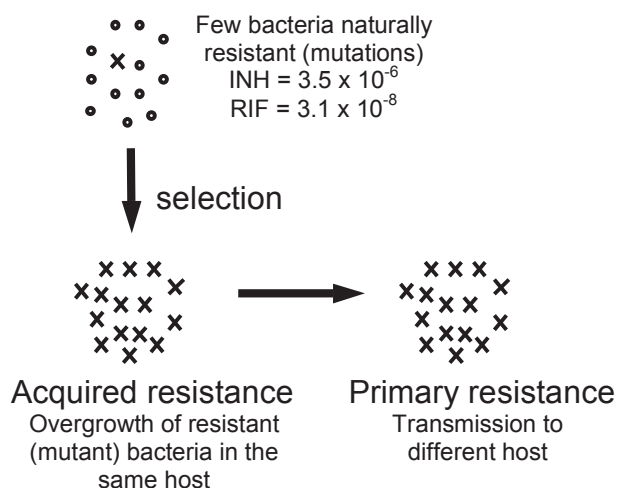 Few bacteria naturally
resistant (mutations)
INH = 3.5 x 10⁻⁶
RIF = 3.1 x 10⁻⁸
selection
Acquired resistance
Overgrowth of resistant
(mutant) bacteria in the
same host
Primary resistance
Transmission to
different host